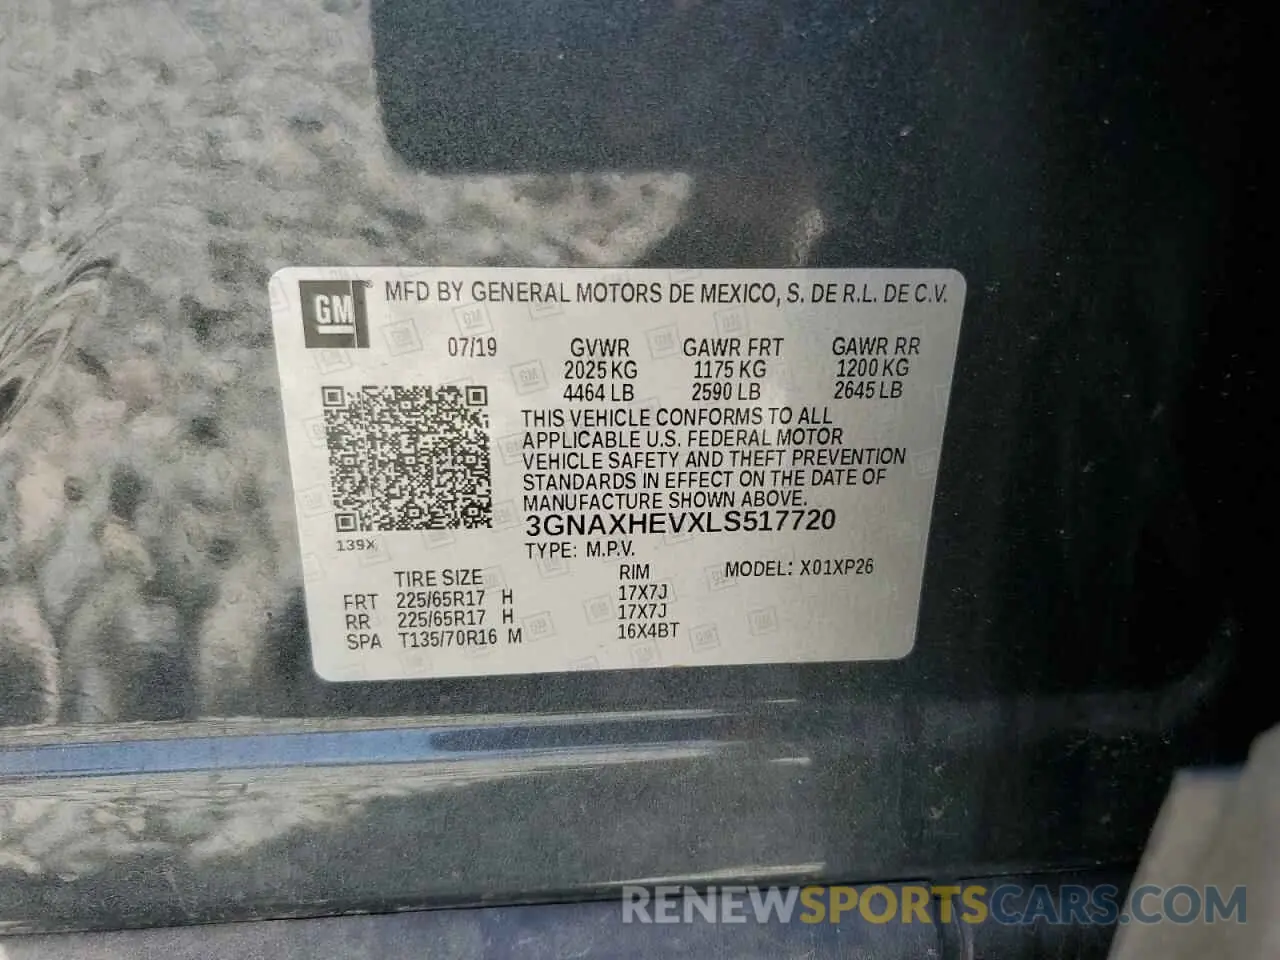 GM® MFD BY GENERAL MOTORS DE MEXICO, S. DE R.L. DE C.V.
07/19 GVWR GAWR FRT GAWR RR
2025 KG 1175 KG 1200 KG
4464 LB 2590 LB 2645 LB
THIS VEHICLE CONFORMS TO ALL
APPLICABLE U.S. FEDERAL MOTOR
VEHICLE SAFETY AND THEFT PREVENTION
STANDARDS IN EFFECT ON THE DATE OF
MANUFACTURE SHOWN ABOVE.
3GNAXHEVXLS517720
139X
TYPE: M.P.V.
TIRE SIZE RIM MODEL: X01XP26
FRT 225/65R17 H 17X7J
RR 225/65R17 H 17X7J
SPA T135/70R16 M 16X4BT
RENEWSPORTSCARS.COM